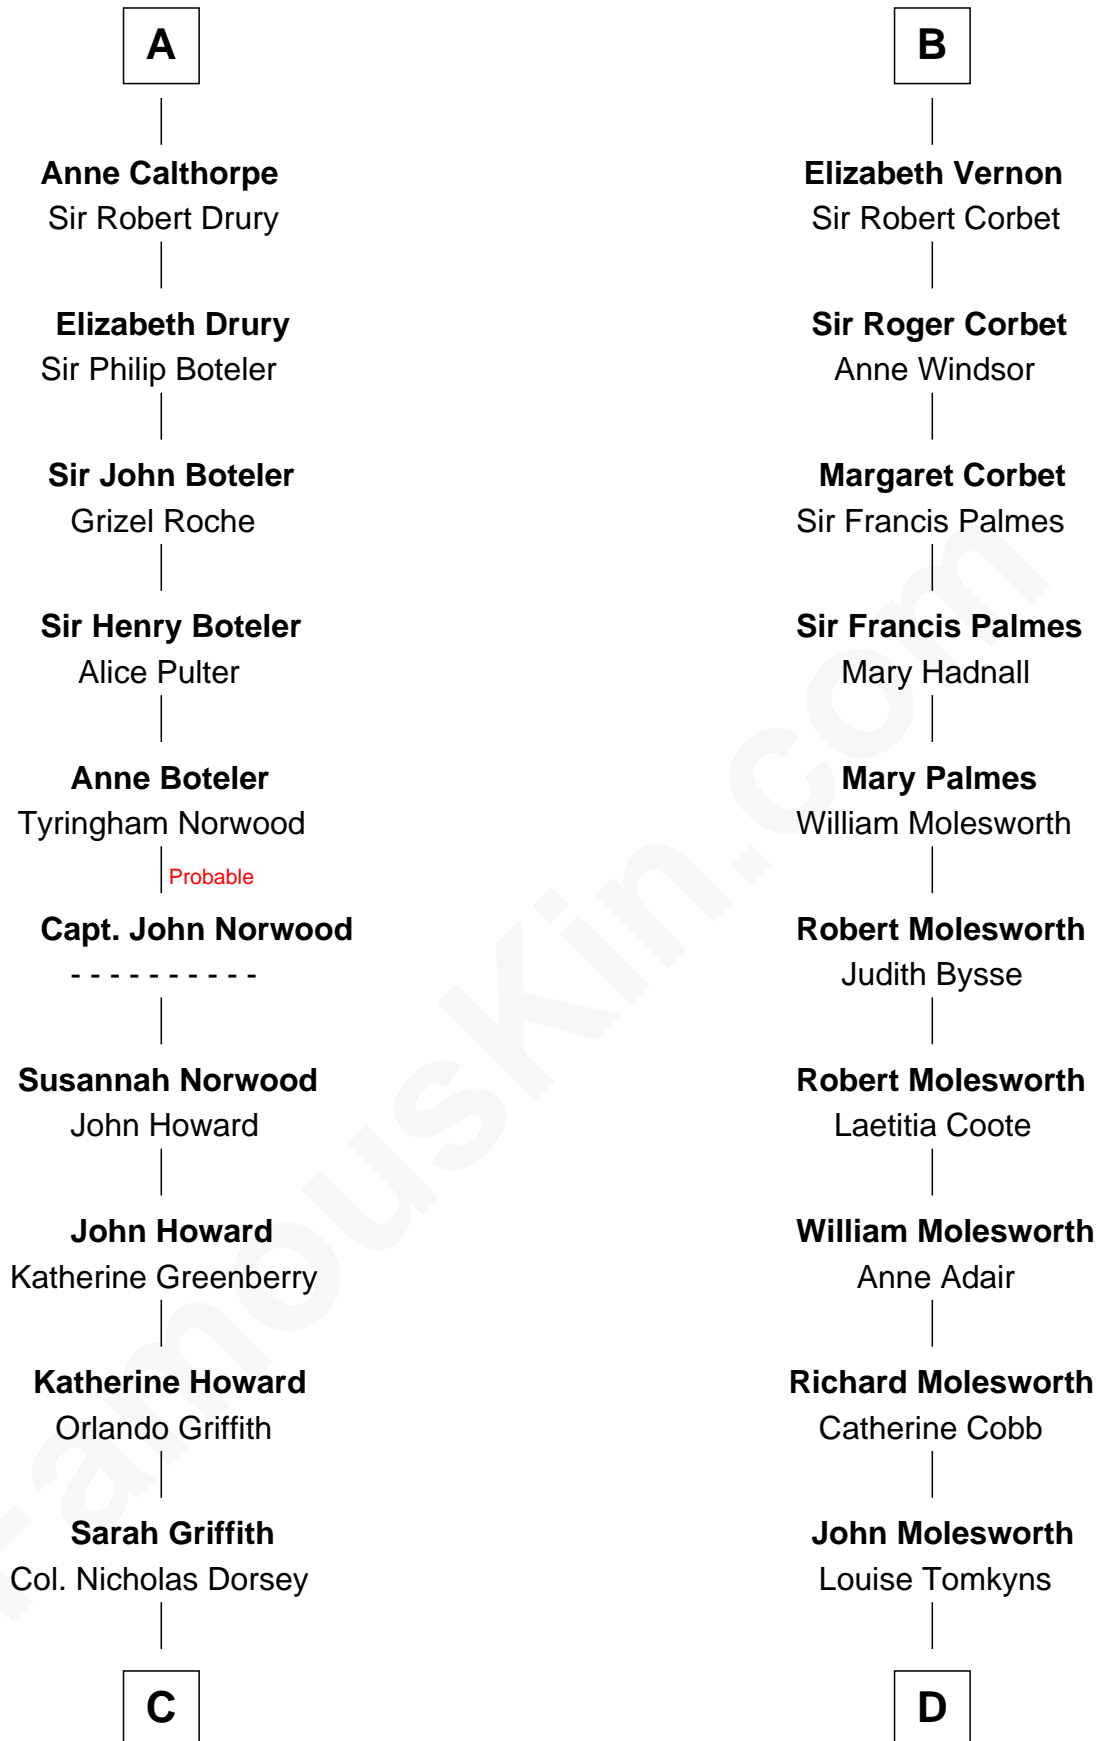 A
Anne Calthorpe
Sir Robert Drury
Elizabeth Drury
Sir Philip Boteler
Sir John Boteler
Grizel Roche
Sir Henry Boteler
Alice Pulter
Anne Boteler
Tyringham Norwood
Probable
Capt. John Norwood
- - - - - - - - - -
Susannah Norwood
John Howard
John Howard
Katherine Greenberry
Katherine Howard
Orlando Griffith
Sarah Griffith
Col. Nicholas Dorsey
C
B
Elizabeth Vernon
Sir Robert Corbet
Sir Roger Corbet
Anne Windsor
Margaret Corbet
Sir Francis Palmes
Sir Francis Palmes
Mary Hadnall
Mary Palmes
William Molesworth
Robert Molesworth
Judith Bysse
Robert Molesworth
Laetitia Coote
William Molesworth
Anne Adair
Richard Molesworth
Catherine Cobb
John Molesworth
Louise Tomkyns
D
FamousKin.com